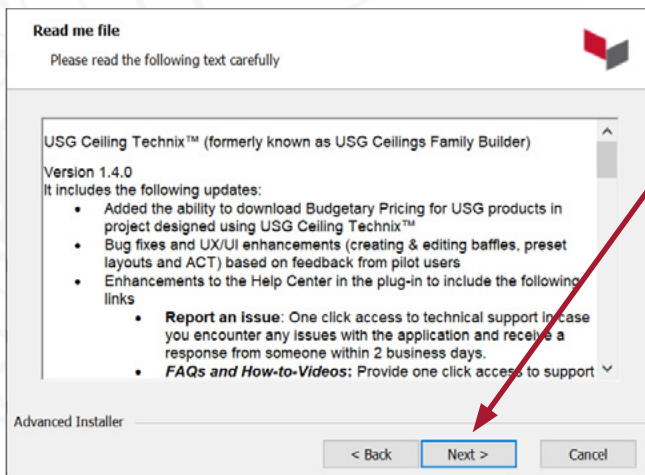 Read me file
Please read the following text carefully
USG Ceiling Technix™ (formerly known as USG Ceilings Family Builder)
Version 1.4.0
It includes the following updates:
• Added the ability to download Budgetary Pricing for USG products in
project designed using USG Ceiling Technix™
• Bug fixes and UX/UI enhancements (creating & editing baffles, preset
layouts and ACT) based on feedback from pilot users
• Enhancements to the Help Center in the plug-in to include the following
links
• Report an issue: One click access to technical support in case
you encounter any issues with the application and receive a
response from someone within 2 business days.
• FAQs and How-to-Videos: Provide one click access to support
Advanced Installer
< Back
Next >
Cancel